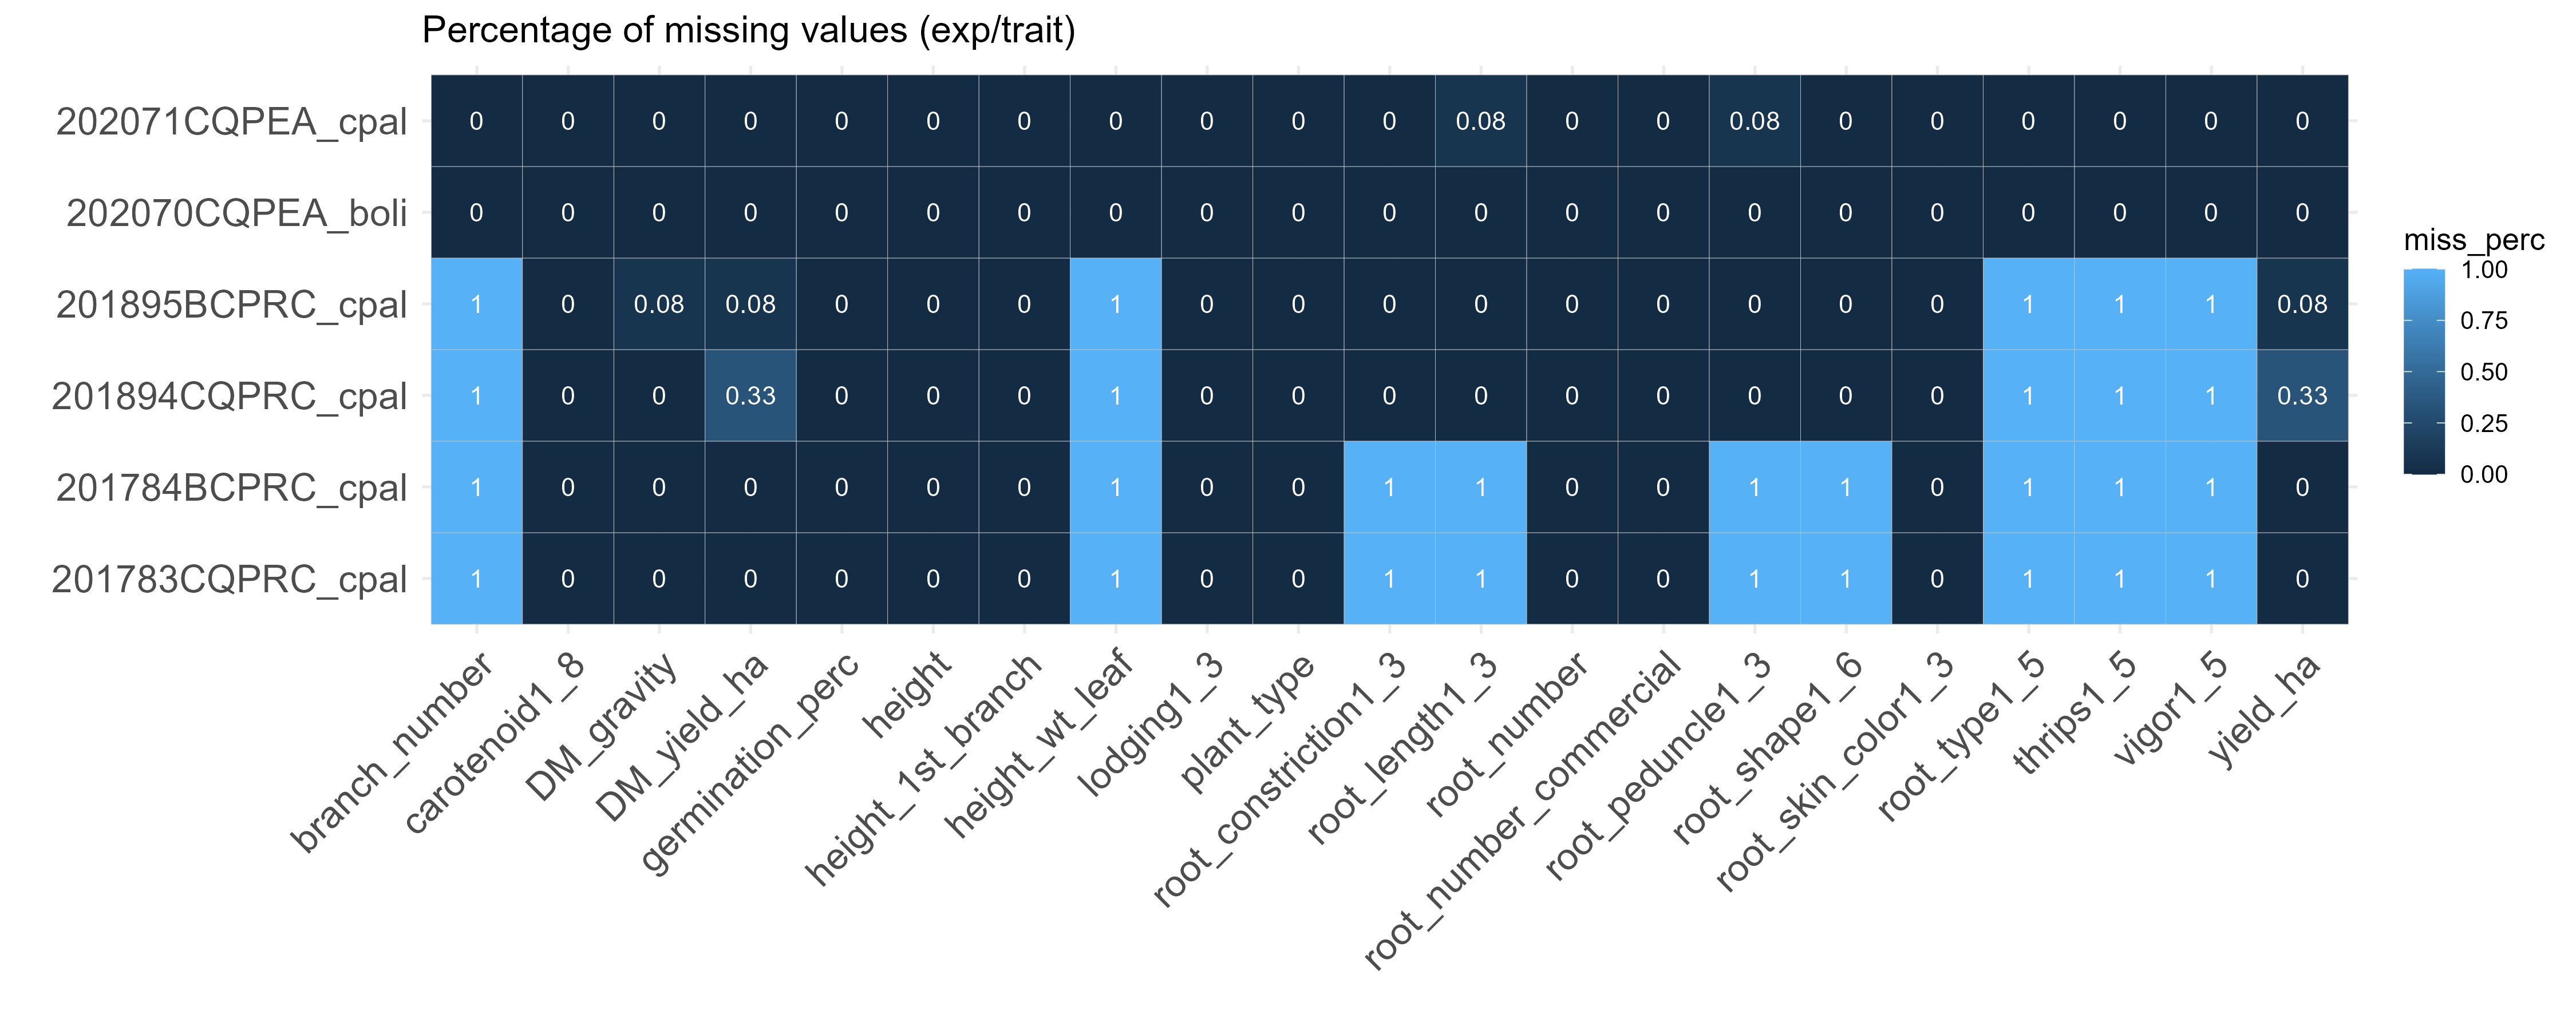 Percentage of missing values (exp/trait)
202071CQPEA_cpal 0 0 0 0 0 0 0 0 0 0 0 0.08 0 0 0.08 0 0 0 0 0 0
202070CQPEA_boli 0 0 0 0 0 0 0 0 0 0 0 0 0 0 0 0 0 0 0 0 0
201895BCPRC_cpal 1 0 0.08 0.08 0 0 0 1 0 0 0 0 0 0 0 0 0 1 1 1 0.08
201894CQPRC_cpal 1 0 0 0.33 0 0 0 1 0 0 0 0 0 0 0 0 0 1 1 1 0.33
201784BCPRC_cpal 1 0 0 0 0 0 0 1 0 0 1 1 0 0 1 1 0 1 1 1 0
201783CQPRC_cpal 1 0 0 0 0 0 0 1 0 0 1 1 0 0 1 1 0 1 1 1 0
branch_number
carotenoid1_8
DM_gravity
DM_yield_ha
germination_perc
height
height_1st_branch
height_wt_leaf
lodging1_3
plant_type
root_constriction1_3
root_length1_3
root_number
root_number_commercial
root_peduncle1_3
root_shape1_6
root_skin_color1_3
root_type1_5
thrips1_5
vigor1_5
yield_ha
miss_perc
1.00
0.75
0.50
0.25
0.00